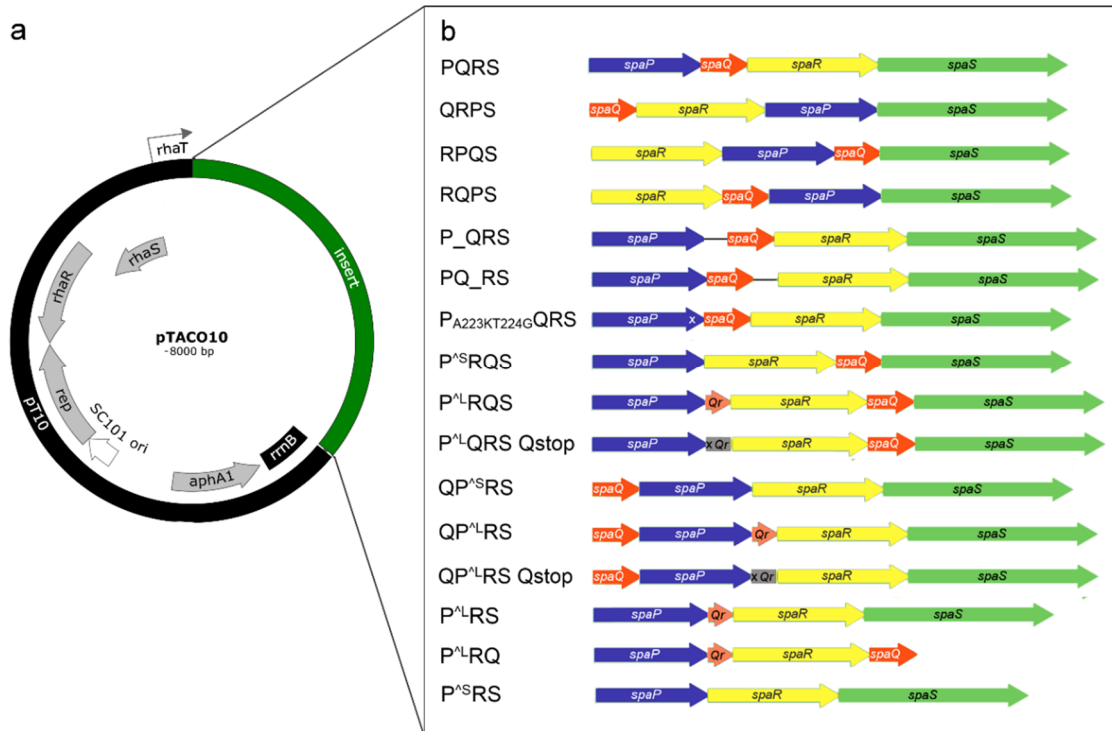 a
rhaT
rhaS
rhaR
insert
pTACO10
~8000 bp
rep
SC101 ori
pT10
rrnB
aphA1
b
PQRS spaP spaQ spaR spaS
QRPS spaQ spaR spaP spaS
RPQS spaR spaP spaQ spaS
RQPS spaR spaQ spaP spaS
P_QRS spaP spaQ spaR spaS
PQ_RS spaP spaQ spaR spaS
PA223KT224GQRS spaP x spaQ spaR spaS
P^SRQS spaP spaR spaQ spaS
P^LRQS spaP Qr spaR spaQ spaS
P^LQRS Qstop spaP x Qr spaR spaQ spaS
QP^SRS spaQ spaP spaR spaS
QP^LRS spaQ spaP Qr spaR spaS
QP^LRS Qstop spaQ spaP x Qr spaR spaS
P^LRS spaP Qr spaR spaS
P^LRQ spaP Qr spaR spaQ
P^SRS spaP spaR spaS